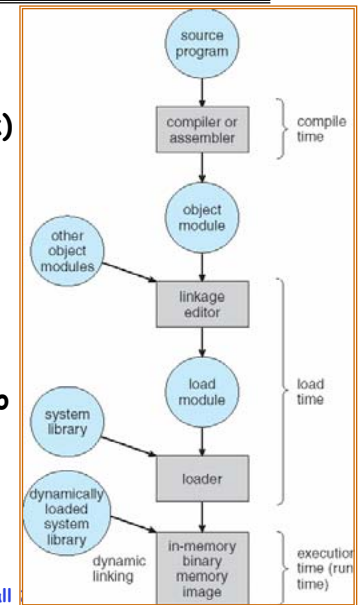 source
program
compiler or
assembler
compile
time
object
module
other
object
modules
linkage
editor
load
module
load
time
system
library
loader
dynamically
loaded
system
library
dynamic
linking
in-memory
binary
memory
image
execution
time (run
time)